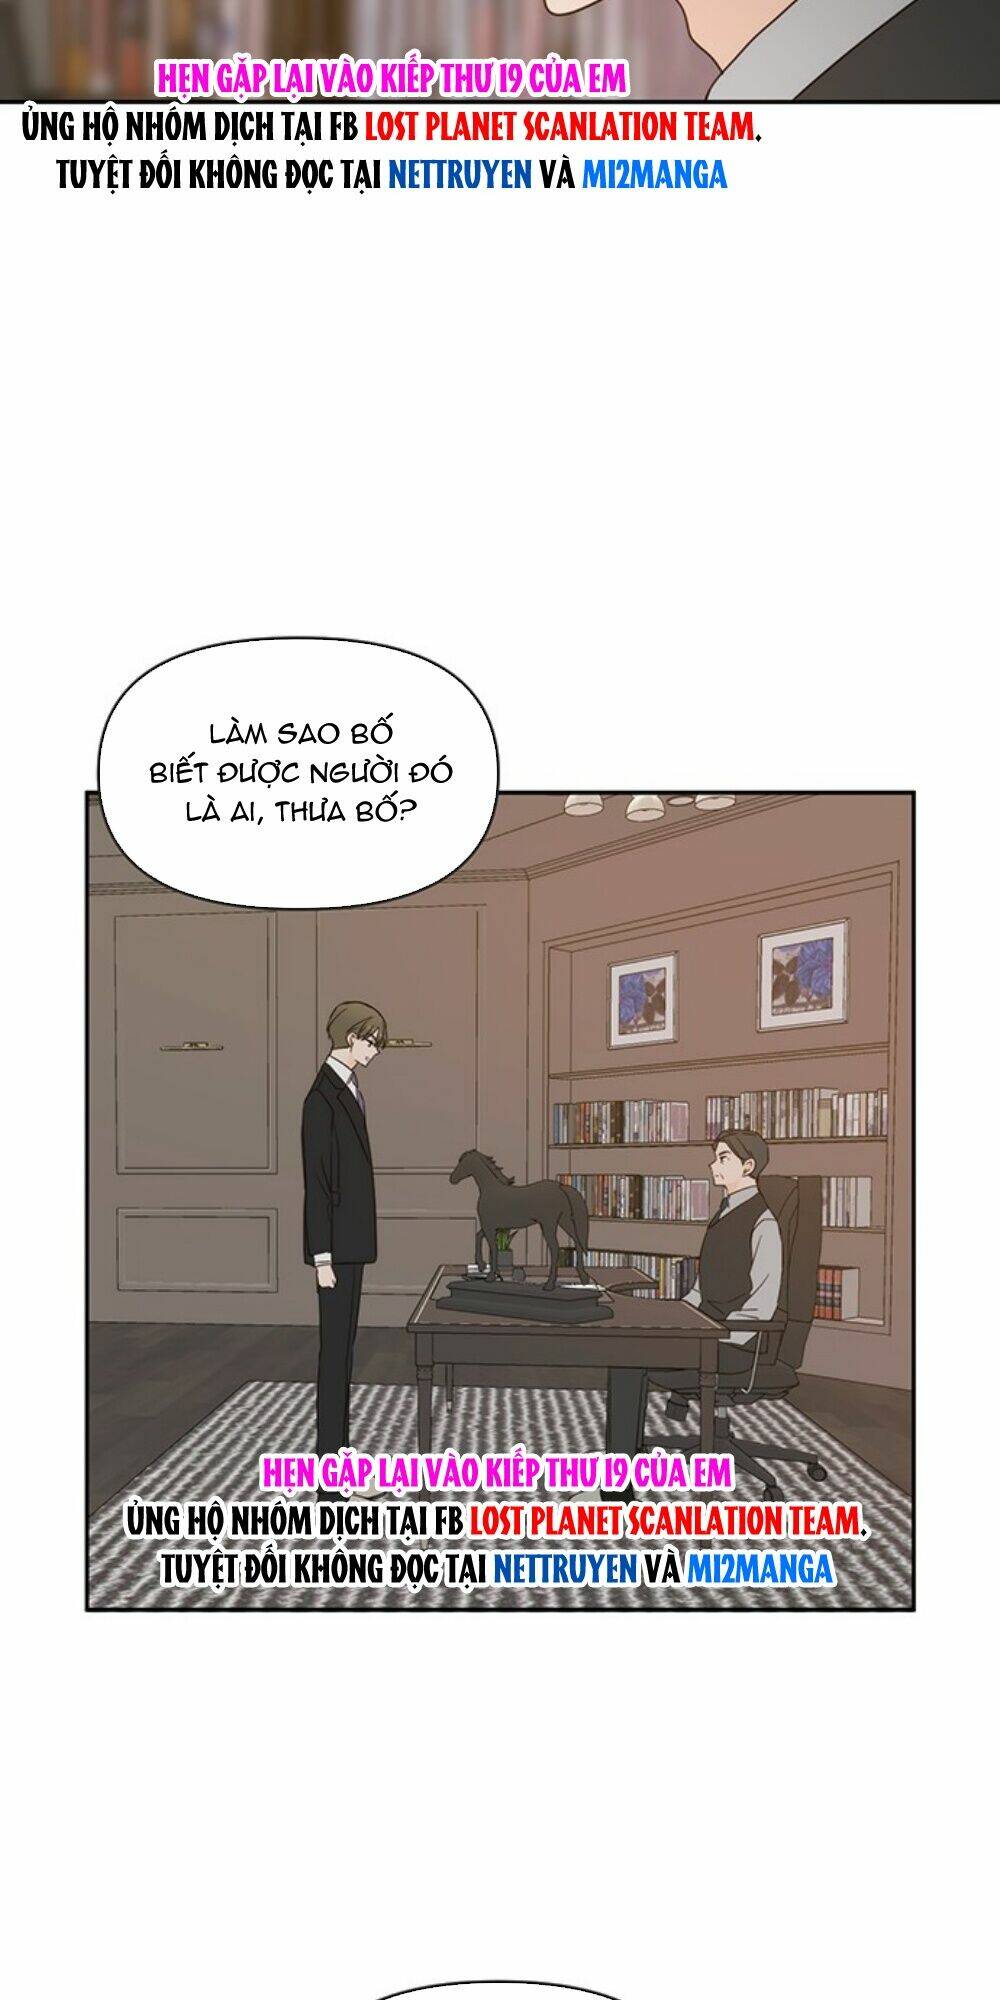 HẸN GẶP LẠI VÀO KIẾP THƯ 19 CỦA EM
ỦNG HỘ NHÓM DỊCH TẠI FB LOST PLANET SCANLATION TEAM.
TUYỆT ĐỐI KHÔNG ĐỌC TẠI NETTRUYEN VÀ MI2MANGA
LÀM SAO BỐ
BIẾT ĐƯỢC NGƯỜI ĐÓ
LÀ AI, THƯA BỐ?
HẸN GẶP LẠI VÀO KIẾP THƯ 19 CỦA EM
ỦNG HỘ NHÓM DỊCH TẠI FB LOST PLANET SCANLATION TEAM.
TUYỆT ĐỐI KHÔNG ĐỌC TẠI NETTRUYEN VÀ MI2MANGA